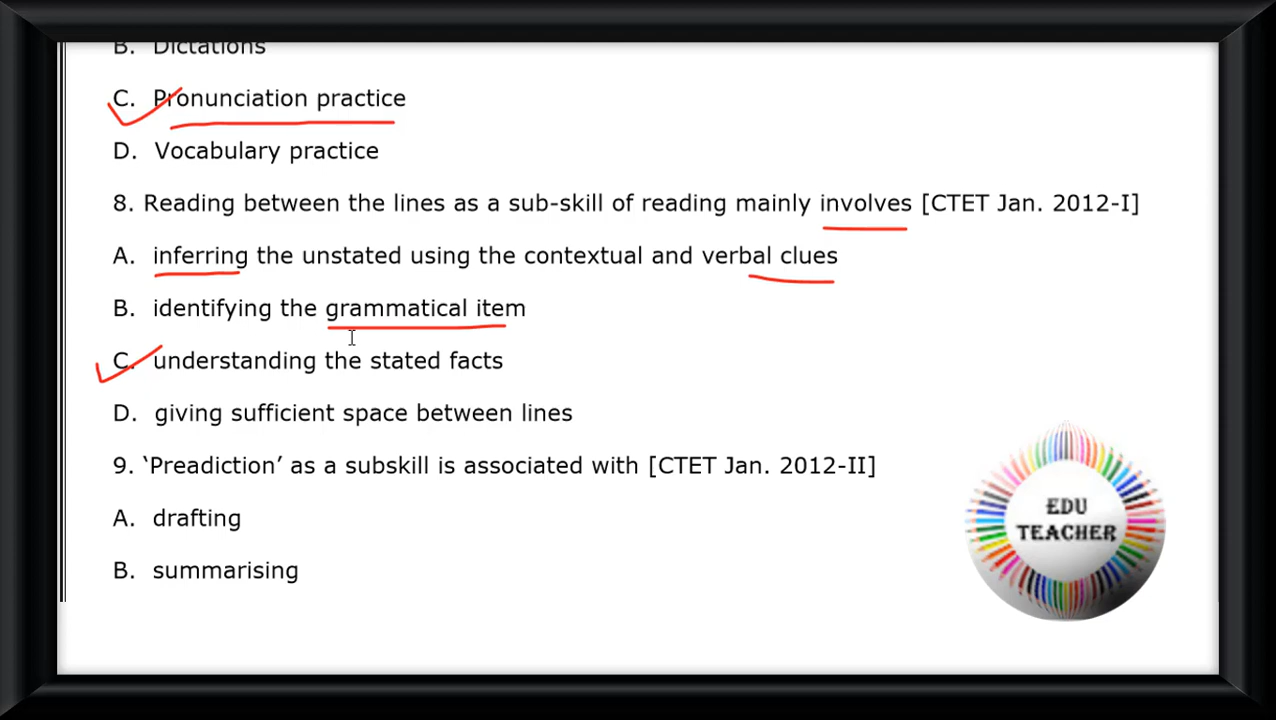 B. Dictations
C. Pronunciation practice
D. Vocabulary practice
8. Reading between the lines as a sub-skill of reading mainly involves [CTET Jan. 2012-I]
A. inferring the unstated using the contextual and verbal clues
B. identifying the grammatical item
C. understanding the stated facts
D. giving sufficient space between lines
9. ‘Preadiction’ as a subskill is associated with [CTET Jan. 2012-II]
A. drafting
B. summarising
EDU
TEACHER